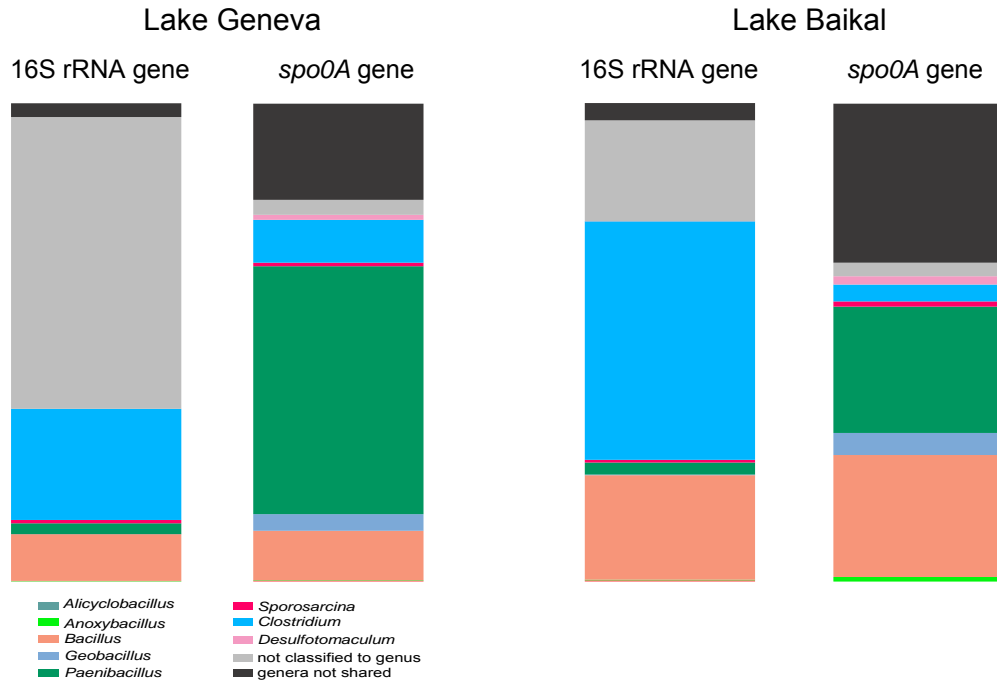 Lake Geneva
Lake Baikal
16S rRNA gene
spo0A gene
16S rRNA gene
spo0A gene
Alicyclobacillus
Anoxybacillus
Bacillus
Geobacillus
Paenibacillus
Sporosarcina
Clostridium
Desulfotomaculum
not classified to genus
genera not shared